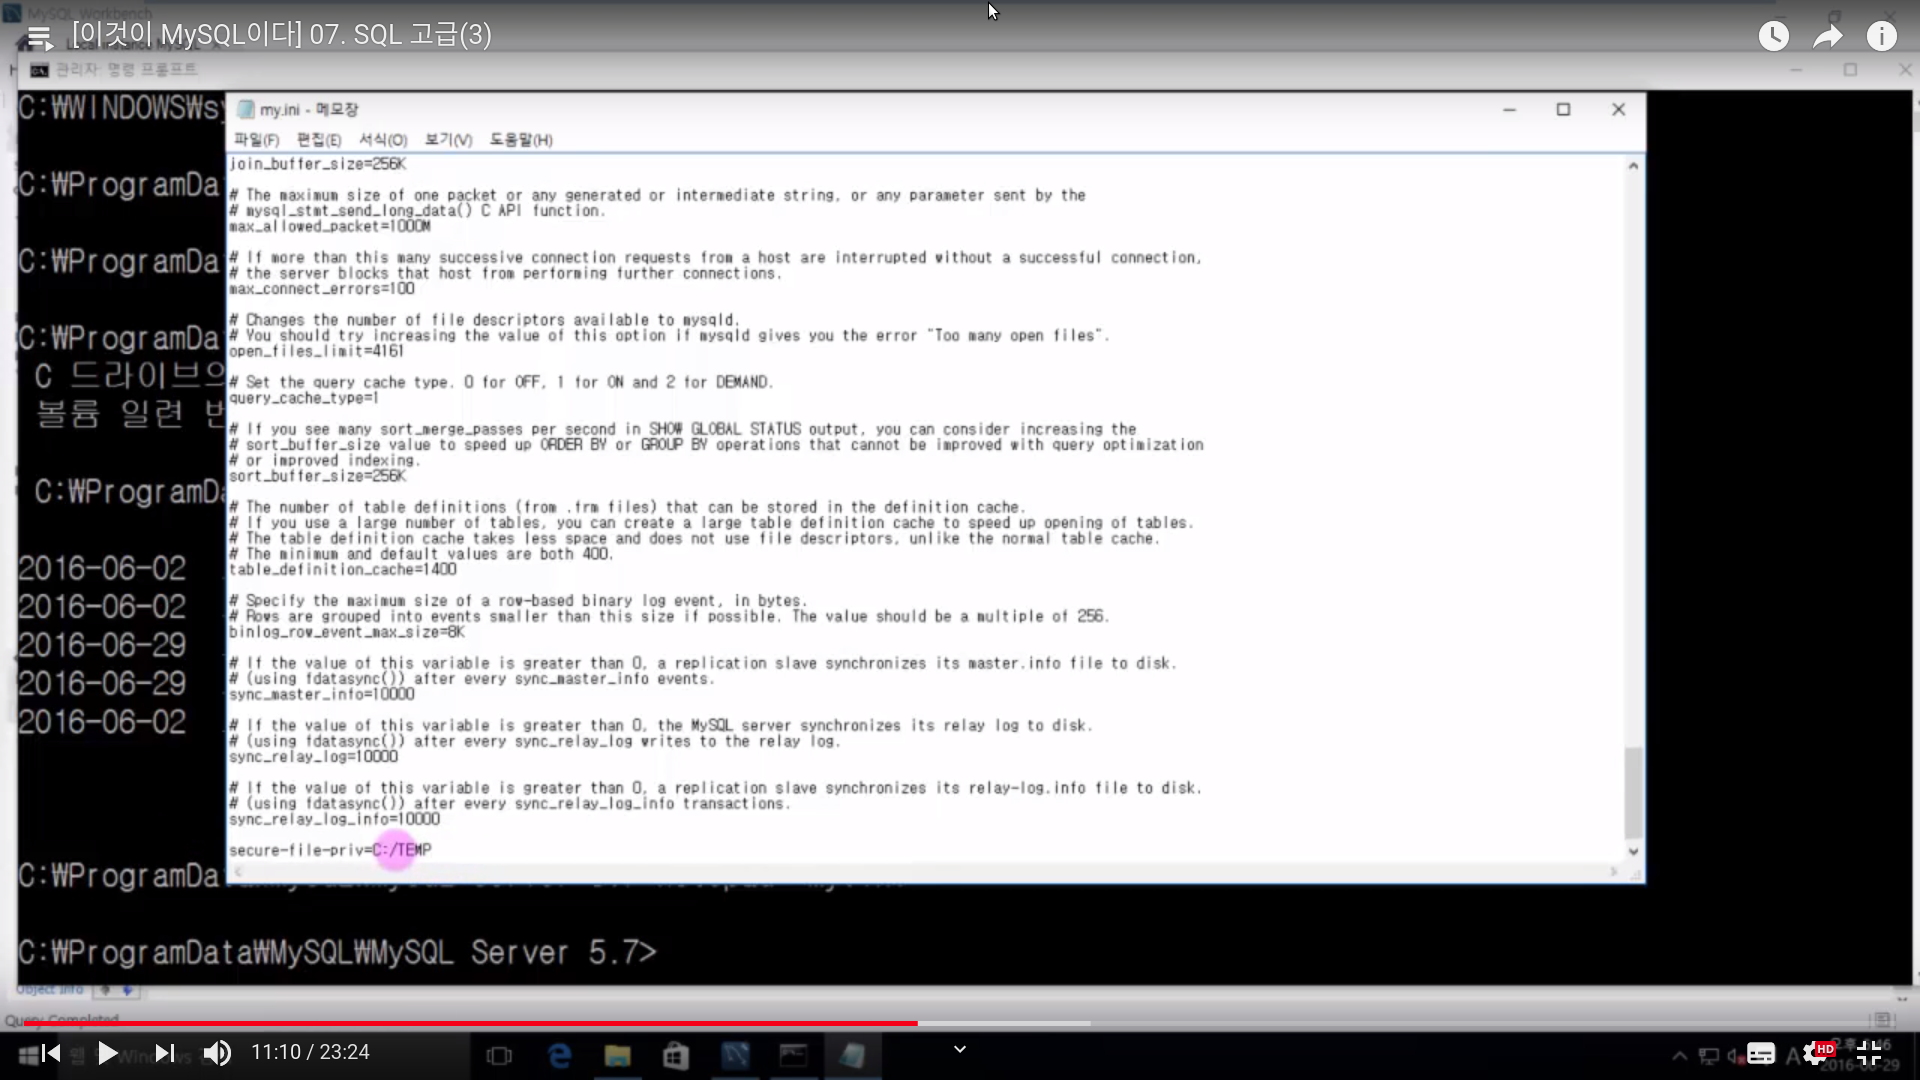 MySQL Workbench
[이것이 MySQL이다] 07. SQL 고급(3)
관리자: 명령 프롬프트
C:₩WINDOWS₩sy
my.ini - 메모장
파일(F) 편집(E) 서식(O) 보기(V) 도움말(H)
join_buffer_size=256K
C:₩ProgramDa
# The maximum size of one packet or any generated or intermediate string, or any parameter sent by the
# mysql_stmt_send_long_data() C API function.
max_allowed_packet=1000M
C:₩ProgramDa
# If more than this many successive connection requests from a host are interrupted without a successful connection,
# the server blocks that host from performing further connections.
max_connect_errors=100
C:₩ProgramDa
# Changes the number of file descriptors available to mysqld.
# You should try increasing the value of this option if mysqld gives you the error "Too many open files".
open_files_limit=4161
C 드라이브의
# Set the query cache type. 0 for OFF, 1 for ON and 2 for DEMAND.
query_cache_type=1
볼륨 일련 번
# If you see many sort_merge_passes per second in SHOW GLOBAL STATUS output, you can consider increasing the
# sort_buffer_size value to speed up ORDER BY or GROUP BY operations that cannot be improved with query optimization
# or improved indexing.
sort_buffer_size=256K
C:₩ProgramDa
# The number of table definitions (from .frm files) that can be stored in the definition cache.
# If you use a large number of tables, you can create a large table definition cache to speed up opening of tables.
# The table definition cache takes less space and does not use file descriptors, unlike the normal table cache.
# The minimum and default values are both 400.
table_definition_cache=1400
2016-06-02
2016-06-02
# Specify the maximum size of a row-based binary log event, in bytes.
# Rows are grouped into events smaller than this size if possible. The value should be a multiple of 256.
binlog_row_event_max_size=8K
2016-06-29
# If the value of this variable is greater than 0, a replication slave synchronizes its master.info file to disk.
# (using fdatasync()) after every sync_master_info events.
sync_master_info=10000
2016-06-29
2016-06-02
# If the value of this variable is greater than 0, the MySQL server synchronizes its relay log to disk.
# (using fdatasync()) after every sync_relay_log writes to the relay log.
sync_relay_log=10000
# If the value of this variable is greater than 0, a replication slave synchronizes its relay-log.info file to disk.
# (using fdatasync()) after every sync_relay_log_info transactions.
sync_relay_log_info=10000
secure-file-priv=C:/TEMP
C:₩ProgramDa
C:₩ProgramData₩MySQL₩MySQL Server 5.7>
Object Info
Query Completed
11:10 / 23:24
HD
2016-06-29